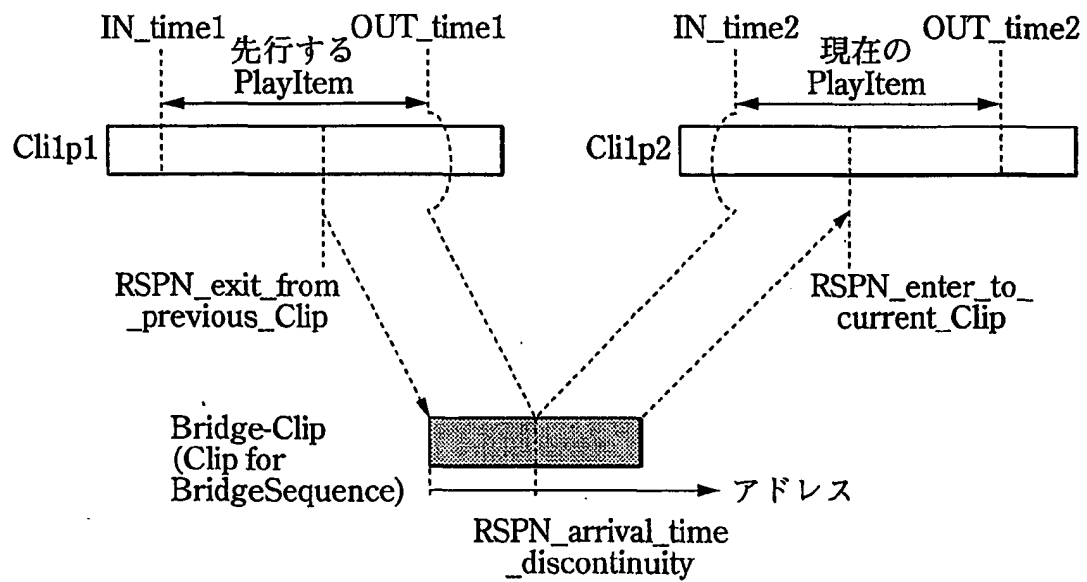 IN_time1
OUT_time1
IN_time2
OUT_time2
先行する
PlayItem
現在の
PlayItem
Cli1p1
Cli1p2
RSPN_exit_from
_previous_Clip
RSPN_enter_to_
current_Clip
Bridge-Clip
(Clip for
BridgeSequence)
アドレス
RSPN_arrival_time
_discontinuity